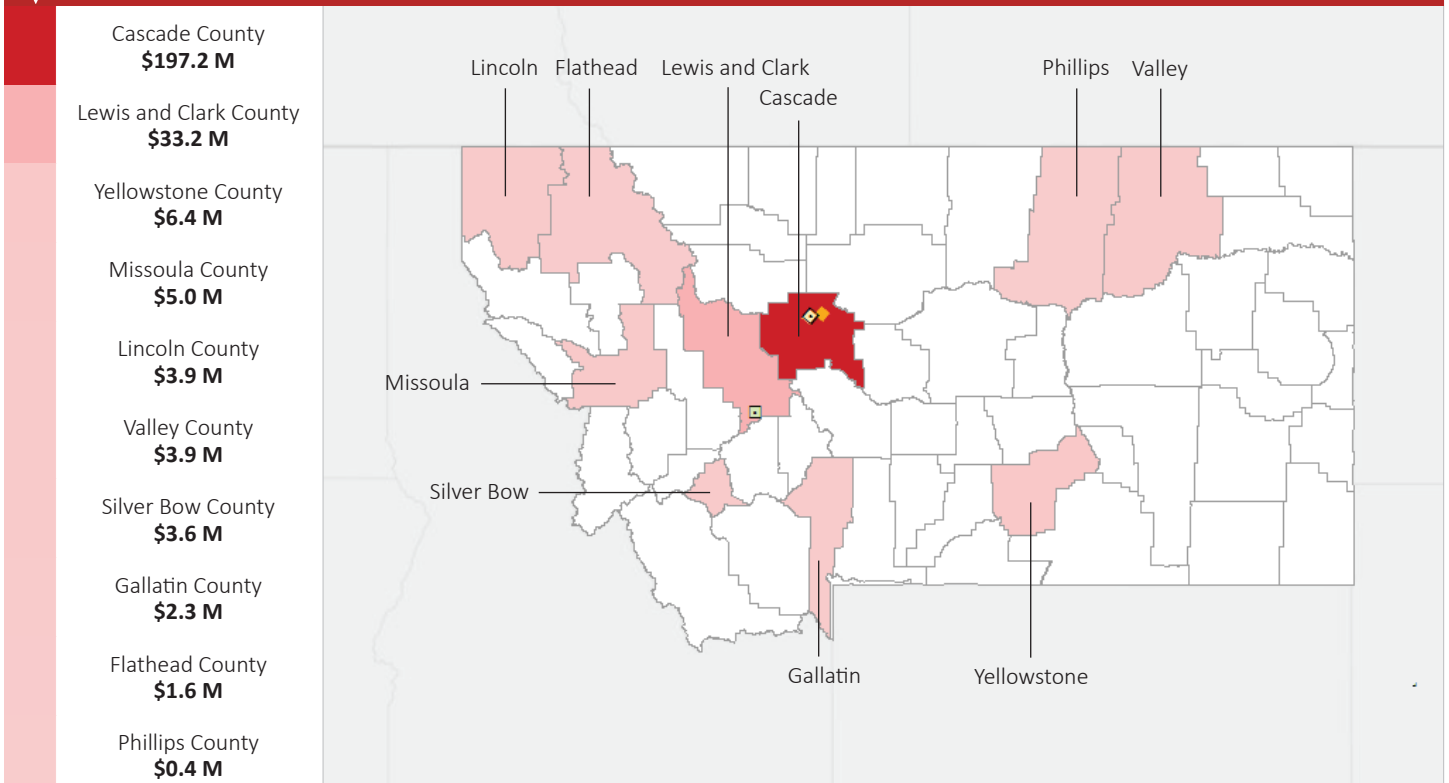 Cascade County
$197.2 M
Lewis and Clark County
$33.2 M
Yellowstone County
$6.4 M
Missoula County
$5.0 M
Lincoln County
$3.9 M
Valley County
$3.9 M
Silver Bow County
$3.6 M
Gallatin County
$2.3 M
Flathead County
$1.6 M
Phillips County
$0.4 M
Lincoln Flathead Lewis and Clark Phillips Valley
Cascade
Missoula
Silver Bow
Gallatin Yellowstone